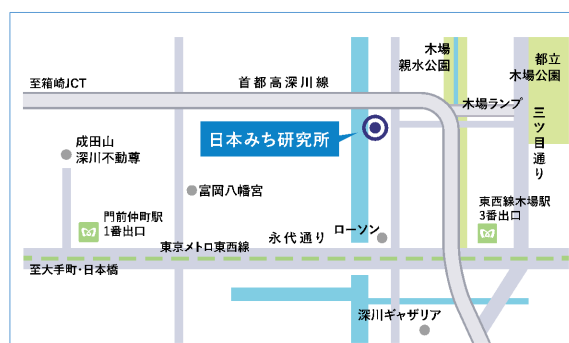 木場
親水公園
都立
木場公園
至箱崎JCT
首都高深川線
木場ランプ
三ツ目通り
日本みち研究所
成田山
深川不動尊
富岡八幡宮
東西線木場駅
3番出口
門前仲町駅
1番出口
永代通り
ローソン
東京メトロ東西線
至大手町・日本橋
深川ギャザリア